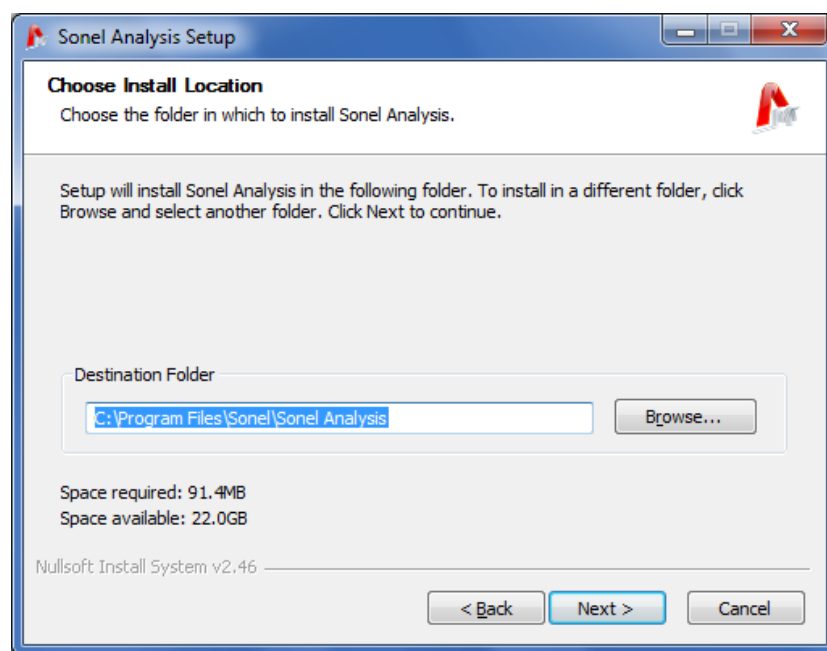 Sonel Analysis Setup
Choose Install Location
Choose the folder in which to install Sonel Analysis.
Setup will install Sonel Analysis in the following folder. To install in a different folder, click
Browse and select another folder. Click Next to continue.
Destination Folder
C:\Program Files\Sonel\Sonel Analysis
Browse...
Space required: 91.4MB
Space available: 22.0GB
Nullsoft Install System v2.46
< Back
Next >
Cancel